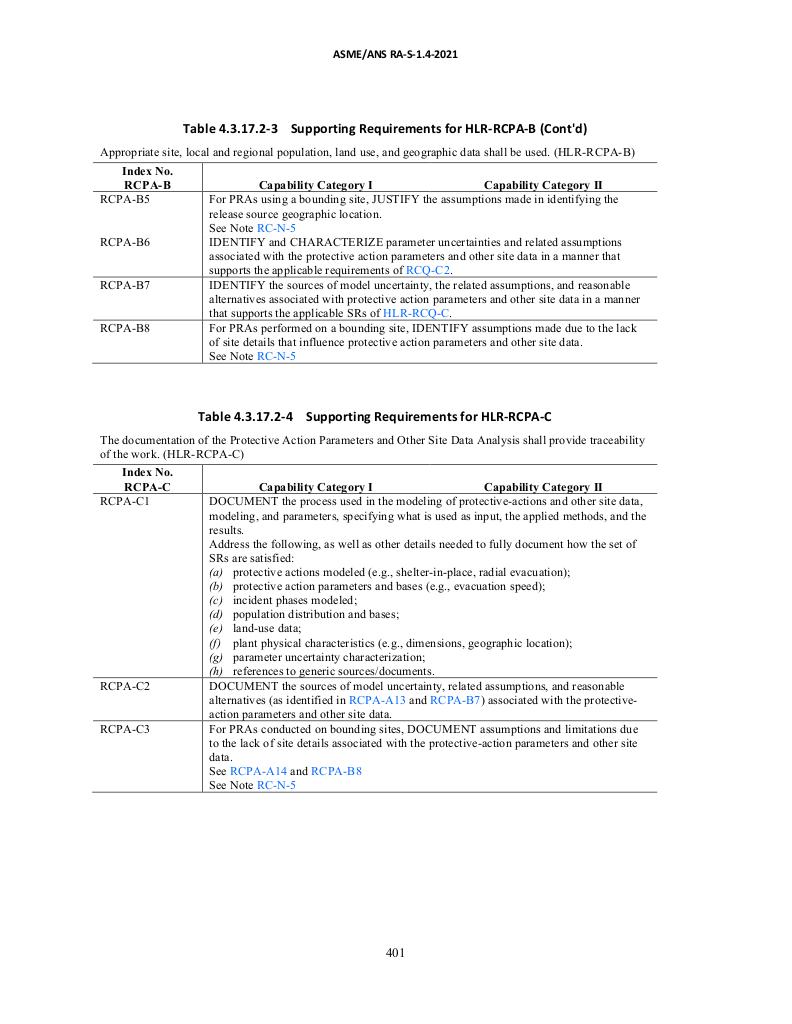 ASME/ANS RA-S-1.4-2021
Table 4.3.17.2-3 Supporting Requirements for HLR-RCPA-B (Cont'd)
Appropriate site, local and regional population, land use, and geographic data shall be used. (HLR-RCPA-B)
Index No.
RCPA-B Capability Category I Capability Category II
RCPA-B5 For PRAs using a bounding site, JUSTIFY the assumptions made in identifying the
release source geographic location.
See Note RC-N-5
RCPA-B6 IDENTIFY and CHARACTERIZE parameter uncertainties and related assumptions
associated with the protective action parameters and other site data in a manner that
supports the applicable requirements of RCQ-C2.
RCPA-B7 IDENTIFY the sources of model uncertainty, the related assumptions, and reasonable
alternatives associated with protective action parameters and other site data in a manner
that supports the applicable SRs of HLR-RCQ-C.
RCPA-B8 For PRAs performed on a bounding site, IDENTIFY assumptions made due to the lack
of site details that influence protective action parameters and other site data.
See Note RC-N-5
Table 4.3.17.2-4 Supporting Requirements for HLR-RCPA-C
The documentation of the Protective Action Parameters and Other Site Data Analysis shall provide traceability
of the work. (HLR-RCPA-C)
Index No.
RCPA-C Capability Category I Capability Category II
RCPA-C1 DOCUMENT the process used in the modeling of protective-actions and other site data,
modeling, and parameters, specifying what is used as input, the applied methods, and the
results.
Address the following, as well as other details needed to fully document how the set of
SRs are satisfied:
(a) protective actions modeled (e.g., shelter-in-place, radial evacuation);
(b) protective action parameters and bases (e.g., evacuation speed);
(c) incident phases modeled;
(d) population distribution and bases;
(e) land-use data;
(f) plant physical characteristics (e.g., dimensions, geographic location);
(g) parameter uncertainty characterization;
(h) references to generic sources/documents.
RCPA-C2 DOCUMENT the sources of model uncertainty, related assumptions, and reasonable
alternatives (as identified in RCPA-A13 and RCPA-B7) associated with the protective-
action parameters and other site data.
RCPA-C3 For PRAs conducted on bounding sites, DOCUMENT assumptions and limitations due
to the lack of site details associated with the protective-action parameters and other site
data.
See RCPA-A14 and RCPA-B8
See Note RC-N-5
401